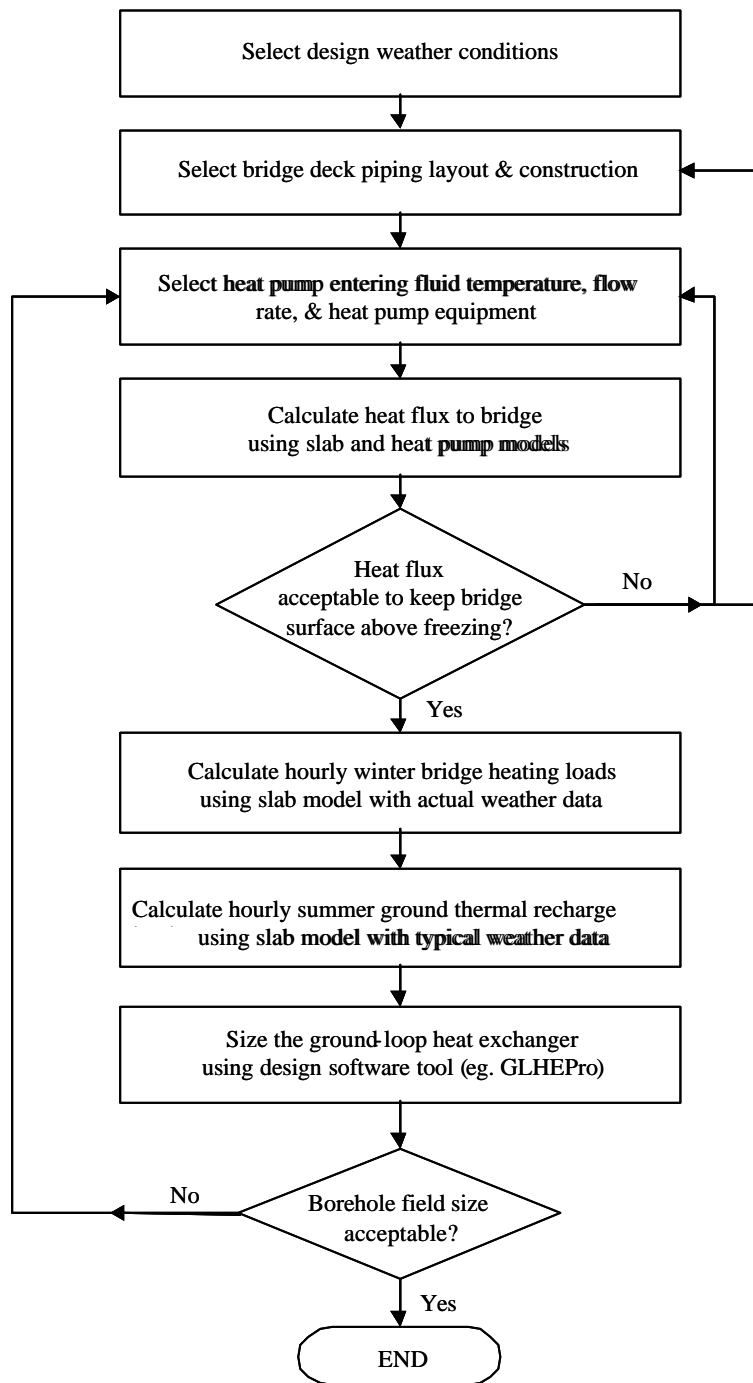 Select design weather conditions
Select bridge deck piping layout & construction
Select heat pump entering fluid temperature, flow
rate, & heat pump equipment
Calculate heat flux to bridge
using slab and heat pump models
Heat flux
acceptable to keep bridge
surface above freezing?
No
Yes
Calculate hourly winter bridge heating loads
using slab model with actual weather data
Calculate hourly summer ground thermal recharge
using slab model with typical weather data
Size the ground-loop heat exchanger
using design software tool (eg. GLHEPro)
No
Borehole field size
acceptable?
Yes
END